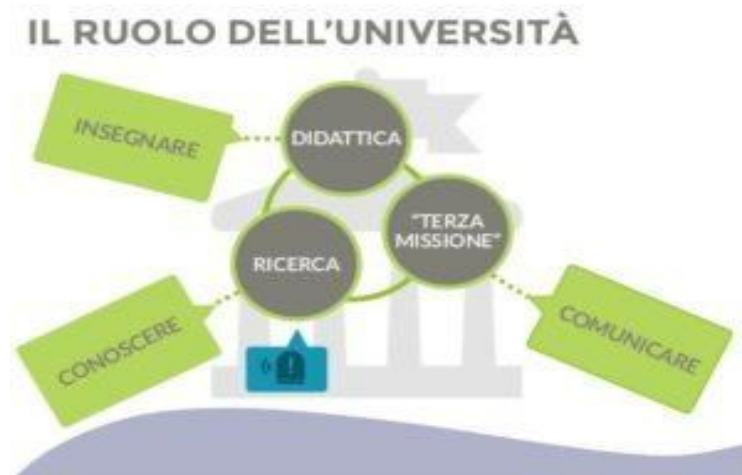 IL RUOLO DELL'UNIVERSITÀ
INSEGNARE
DIDATTICA
"TERZA
MISSIONE"
RICERCA
CONOSCERE
COMUNICARE